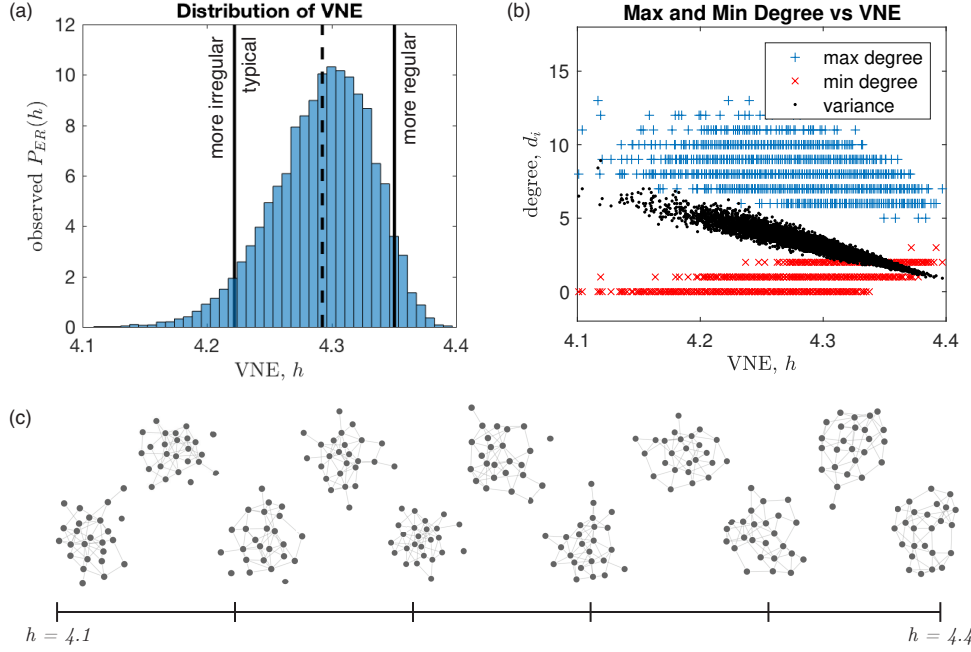 (a)
Distribution of VNE
12
10
8
6
4
2
0
observed P_ER(h)
more irregular
typical
more regular
4.1
4.2
4.3
4.4
VNE, h
(b)
Max and Min Degree vs VNE
15
10
5
0
degree, d_i
max degree
min degree
variance
4.1
4.2
4.3
4.4
VNE, h
(c)
h = 4.1
h = 4.4